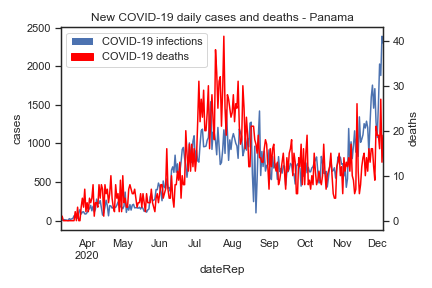 New COVID-19 daily cases and deaths - Panama
COVID-19 infections
COVID-19 deaths
2500
2000
1500
1000
500
0
cases
40
30
20
10
0
deaths
Apr
2020
May
Jun
Jul
Aug
Sep
Oct
Nov
Dec
dateRep